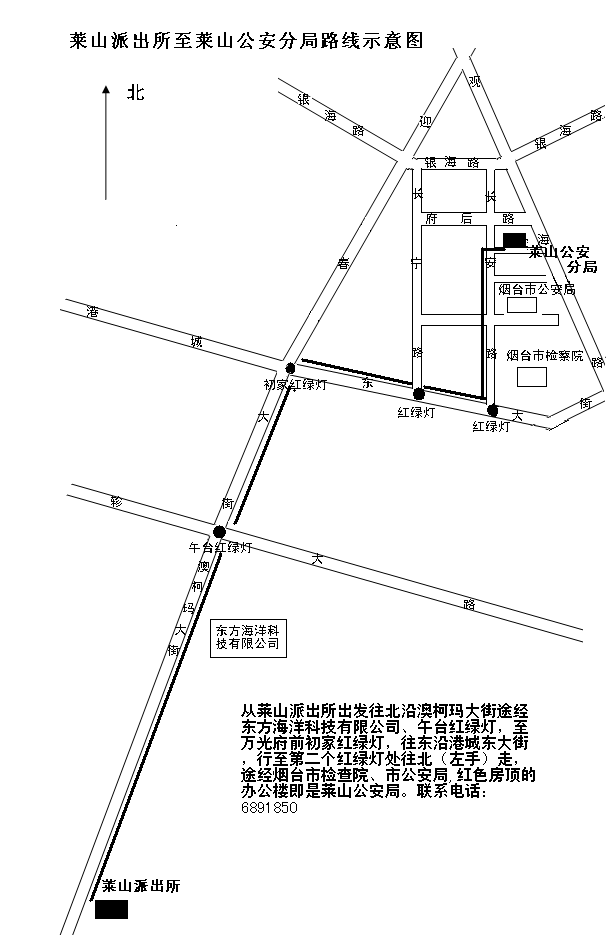 莱山派出所至莱山公安分局路线示意图
北
银海路
迎春大街
观海路
银海路
银海路
长宁路
长安路
府后路
莱山公安
分局
烟台市公安局
烟台市检察院
港城东大街
初家红绿灯
红绿灯
红绿灯
彩
大
路
午台红绿灯
澳柯玛大街
东方海洋科
技有限公司
从莱山派出所出发往北沿澳柯玛大街途经
东方海洋科技有限公司、午台红绿灯，至
万光府前初家红绿灯，往东沿港城东大街
，行至第二个红绿灯处往北（左手）走，
途经烟台市检查院、市公安局,红色房顶的
办公楼即是莱山公安局。联系电话：
6891850
莱山派出所